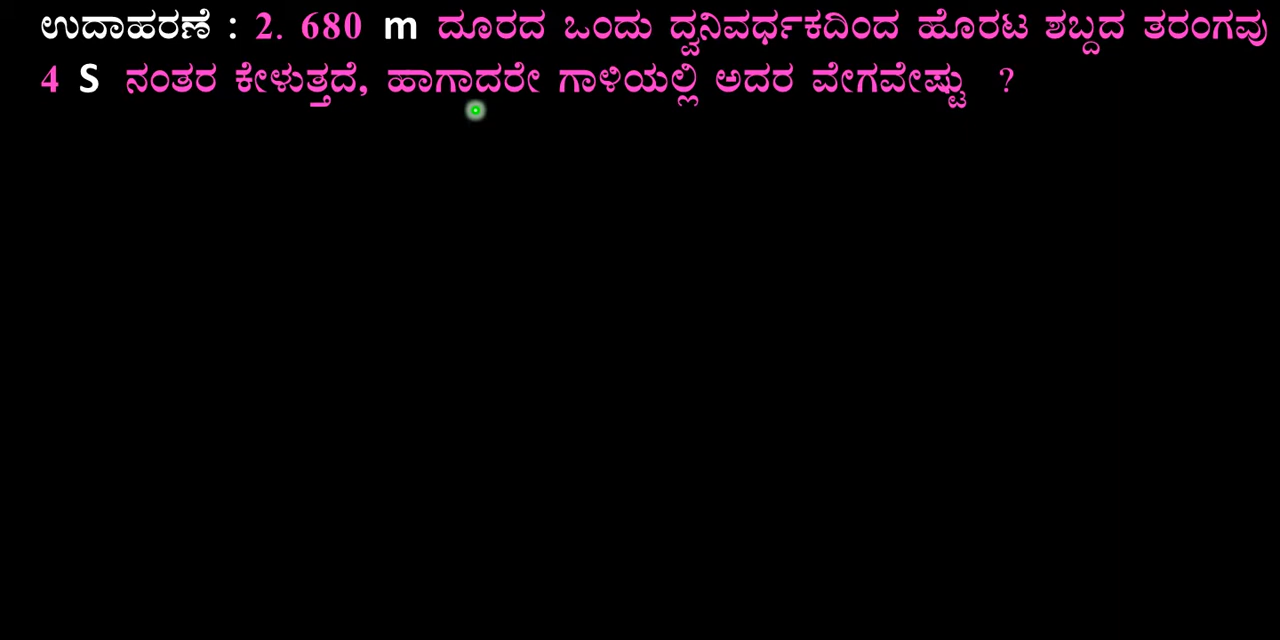 ಉದಾಹರಣೆ : 2. 680 m ದೂರದ ಒಂದು ದ್ವನಿವರ್ಧಕದಿಂದ ಹೊರಟ ಶಬ್ದದ ತರಂಗವು
4 S ನಂತರ ಕೇಳುತ್ತದೆ, ಹಾಗಾದರೇ ಗಾಳಿಯಲ್ಲಿ ಅದರ ವೇಗವೇಷ್ಟು ?